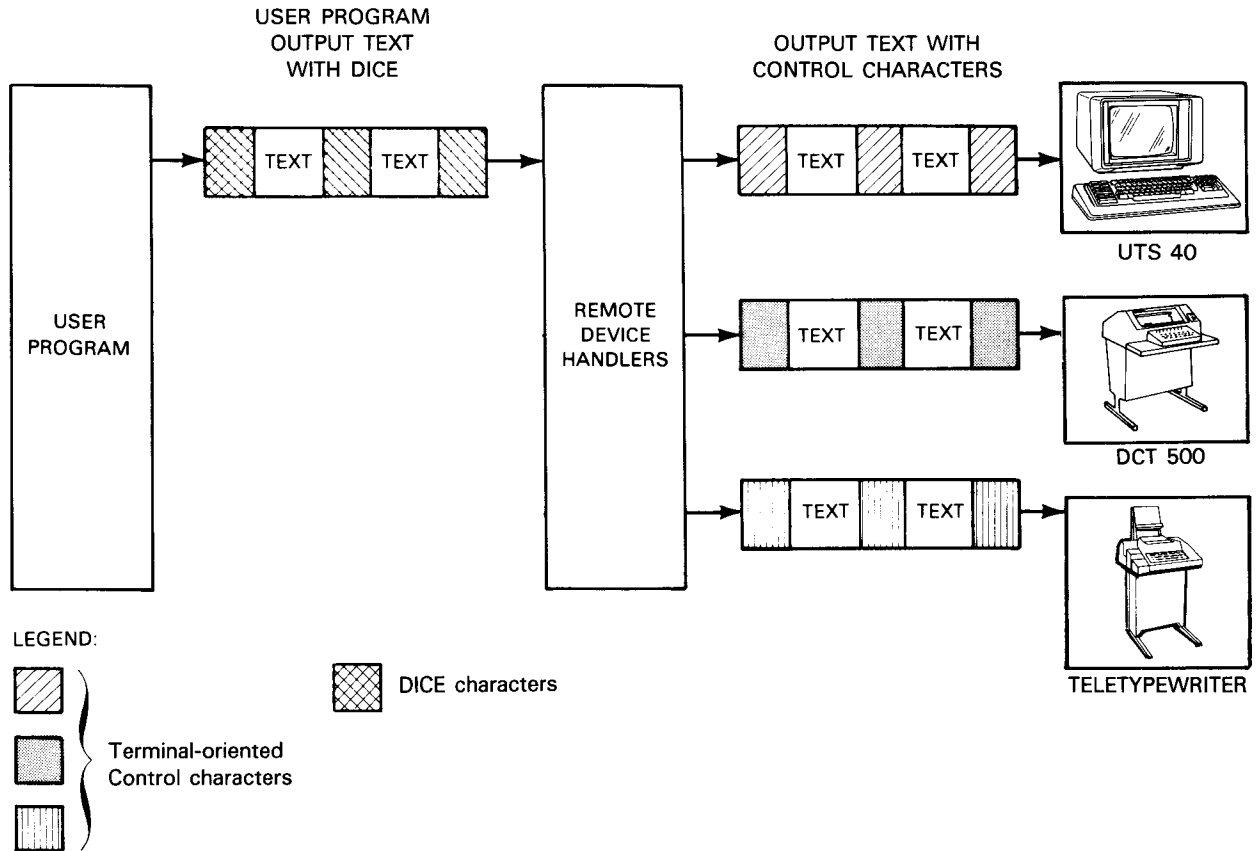 USER PROGRAM
OUTPUT TEXT
WITH DICE
OUTPUT TEXT WITH
CONTROL CHARACTERS
USER
PROGRAM
TEXT TEXT
REMOTE
DEVICE
HANDLERS
TEXT TEXT
UTS 40
TEXT TEXT
DCT 500
TEXT TEXT
TELETYPEWRITER
LEGEND:
DICE characters
Terminal-oriented
Control characters